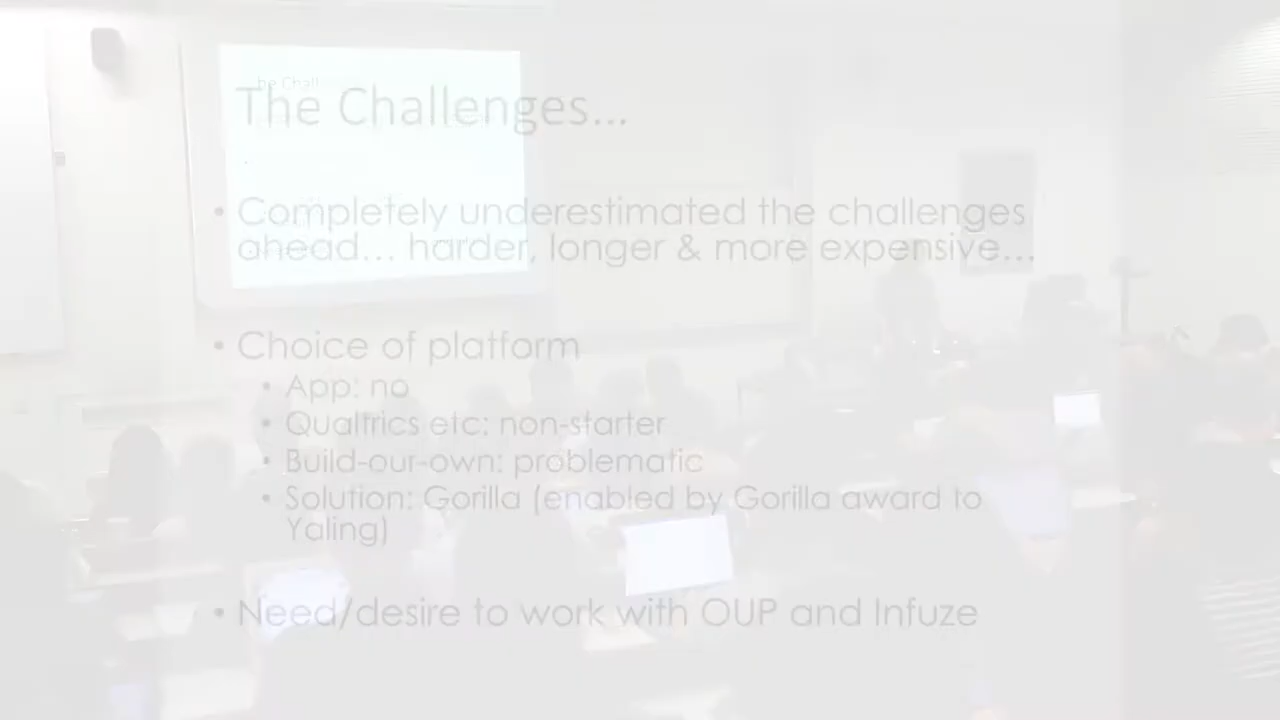 The Challenges...
• Completely underestimated the challenges
ahead... harder, longer & more expensive...
• Choice of platform
• App: no
• Qualtrics etc: non-starter
• Build-our-own: problematic
• Solution: Gorilla (enabled by Gorilla award to
Yaling)
• Need/desire to work with OUP and Infuze